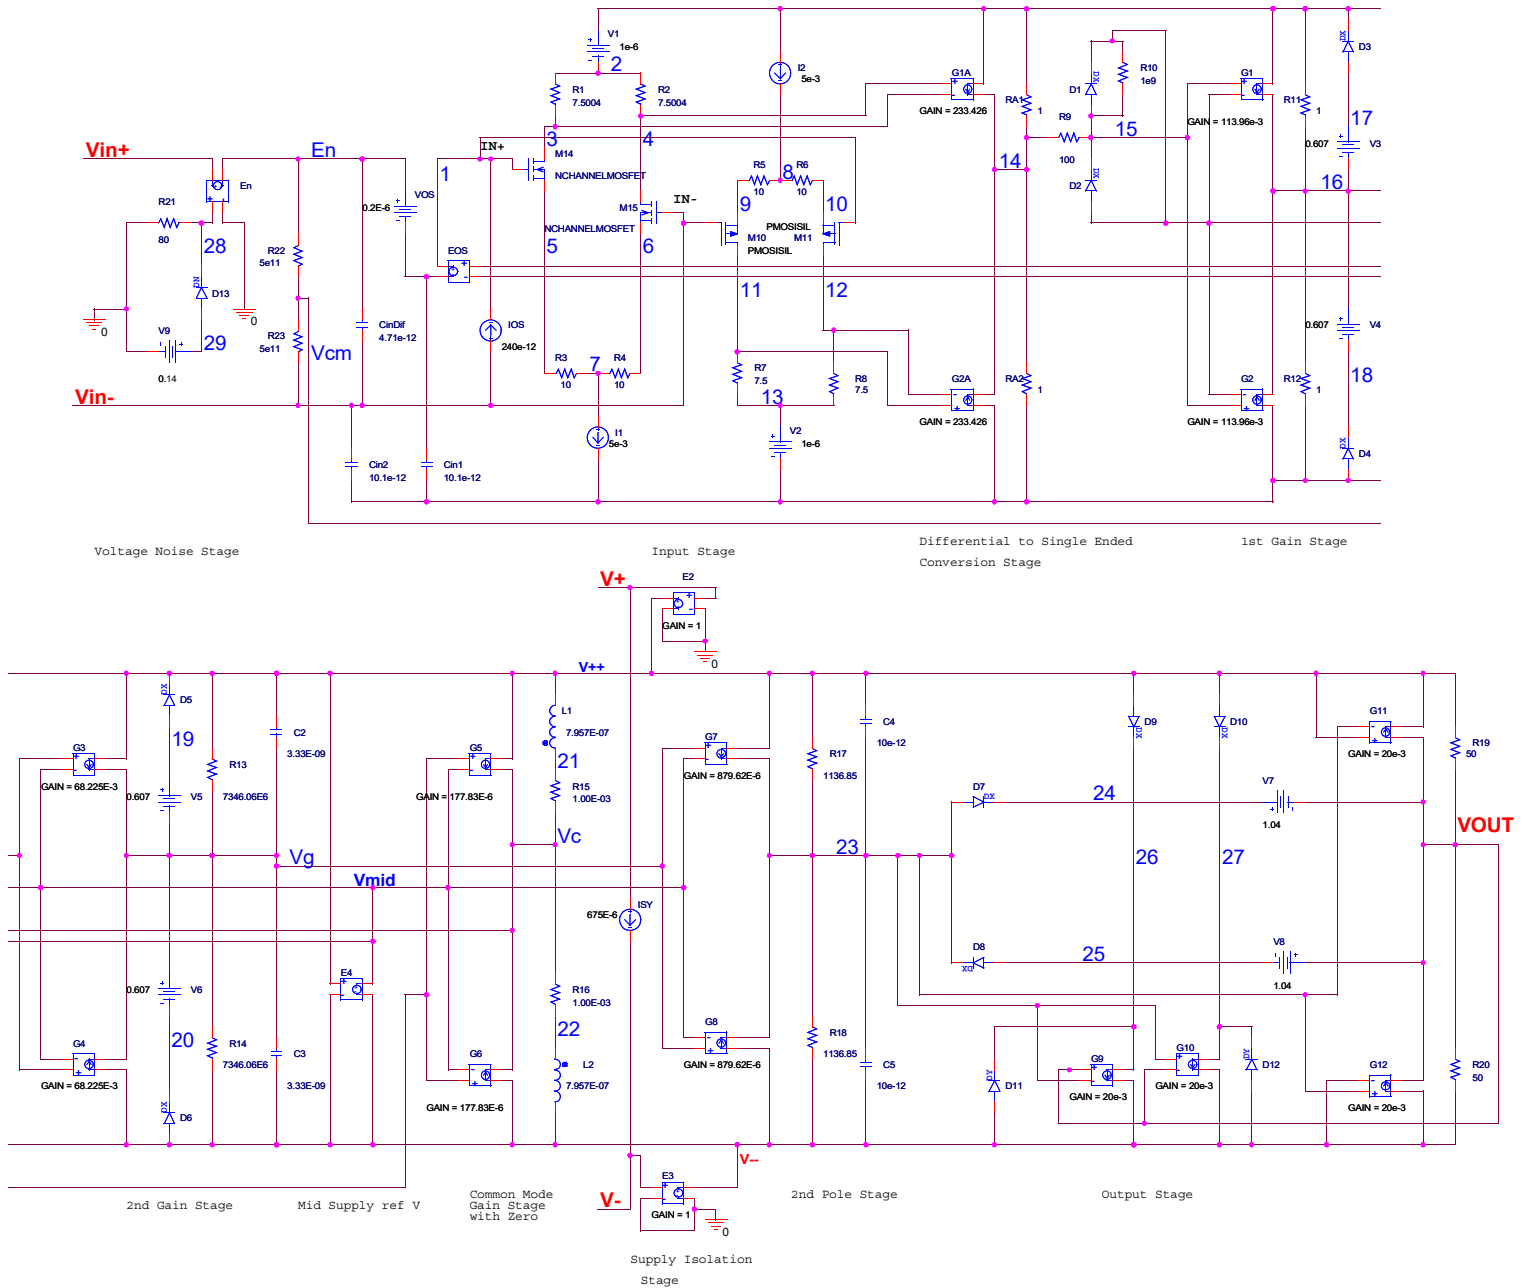 V1
1e-6
2
R1
7.5004
R2
7.5004
I2
5e-3
G1A
GAIN = 233.426
RA1
1
D1
DX
R10
1e9
G1
GAIN = 113.96e-3
R11
1
D3
DX
17
0.607
V3
Vin+
En
En
1
IN+
3
M14
NCHANNELMOSFET
4
R9
100
15
14
16
R21
80
28
VOS
0.2E-6
M15
IN-
NCHANNELMOSFET
R5
10
8
R6
10
9
10
PMOSISIL
M10
M11
PMOSISIL
D2
DX
R22
5e11
EOS
5
6
11
12
D13
DN
0
0
V9
29
0.14
R23
5e11
Vcm
CinDif
4.71e-12
IOS
240e-12
R3
10
7
R4
10
R7
7.5
R8
7.5
13
G2A
GAIN = 233.426
RA2
1
G2
GAIN = 113.96e-3
R12
1
0.607
V4
18
D4
DX
Vin-
Cin2
10.1e-12
Cin1
10.1e-12
I1
5e-3
V2
1e-6
Voltage Noise Stage
Input Stage
Differential to Single Ended
Conversion Stage
1st Gain Stage
V+
E2
GAIN = 1
0
V++
D5
DX
19
G3
GAIN = 68.225E-3
0.607
V5
R13
7346.06E6
C2
3.33E-09
G5
GAIN = 177.83E-6
L1
7.957E-07
21
R15
1.00E-03
G7
GAIN = 879.62E-6
R17
1136.85
C4
10e-12
D9
DX
D10
DX
G11
GAIN = 20e-3
R19
50
D7
DX
24
V7
1.04
VOUT
Vg
Vmid
Vc
23
26
27
ISY
675E-6
D8
DX
25
V8
1.04
0.607
V6
20
E4
R16
1.00E-03
22
G4
GAIN = 68.225E-3
R14
7346.06E6
C3
3.33E-09
G6
GAIN = 177.83E-6
L2
7.957E-07
G8
GAIN = 879.62E-6
R18
1136.85
C5
10e-12
D11
G9
GAIN = 20e-3
G10
GAIN = 20e-3
D12
G12
GAIN = 20e-3
R20
50
D6
DX
V--
E3
GAIN = 1
0
V-
2nd Gain Stage
Mid Supply ref V
Common Mode
Gain Stage
with Zero
2nd Pole Stage
Output Stage
Supply Isolation
Stage